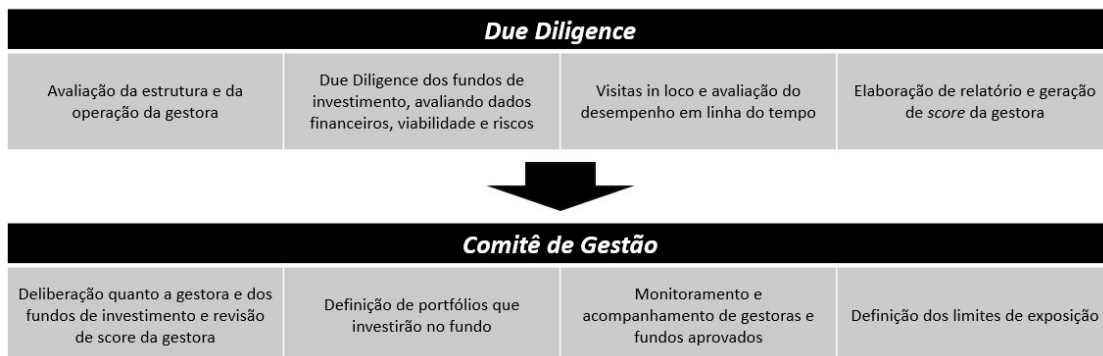 Due Diligence
Avaliação da estrutura e da
operação da gestora
Due Diligence dos fundos de
investimento, avaliando dados
financeiros, viabilidade e riscos
Visitas in loco e avaliação do
desempenho em linha do tempo
Elaboração de relatório e geração
de score da gestora
Comitê de Gestão
Deliberação quanto a gestora e dos
fundos de investimento e revisão
de score da gestora
Definição de portfólios que
investirão no fundo
Monitoramento e
acompanhamento de gestoras e
fundos aprovados
Definição dos limites de exposição